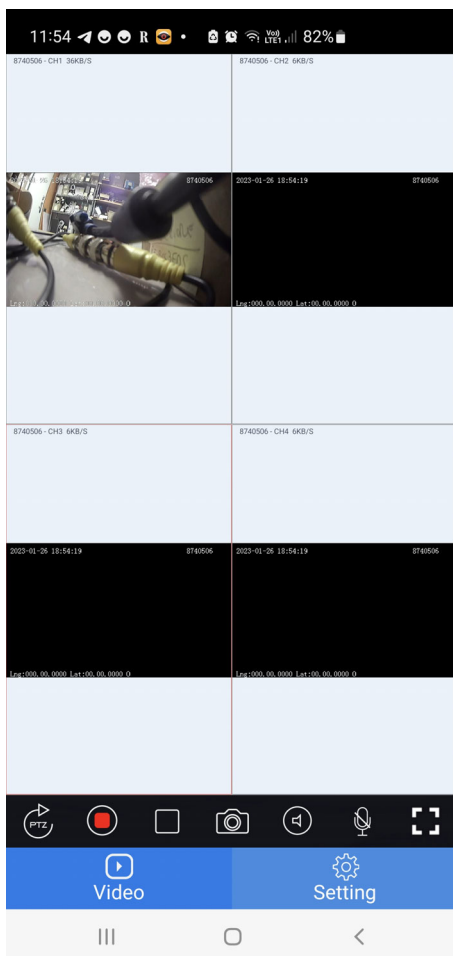 11:54 R • Vo)) LTE1 82%
8740506 - CH1 36KB/S
8740506 - CH2 6KB/S
8740506
2023-01-26 18:54:19 8740506
Lng:000.00.0000 Lat:00.00.0000 0
8740506 - CH3 6KB/S
8740506 - CH4 6KB/S
2023-01-26 18:54:19 8740506
2023-01-26 18:54:19 8740506
Lng:000.00.0000 Lat:00.00.0000 0
Lng:000.00.0000 Lat:00.00.0000 0
PTZ
Video
Setting